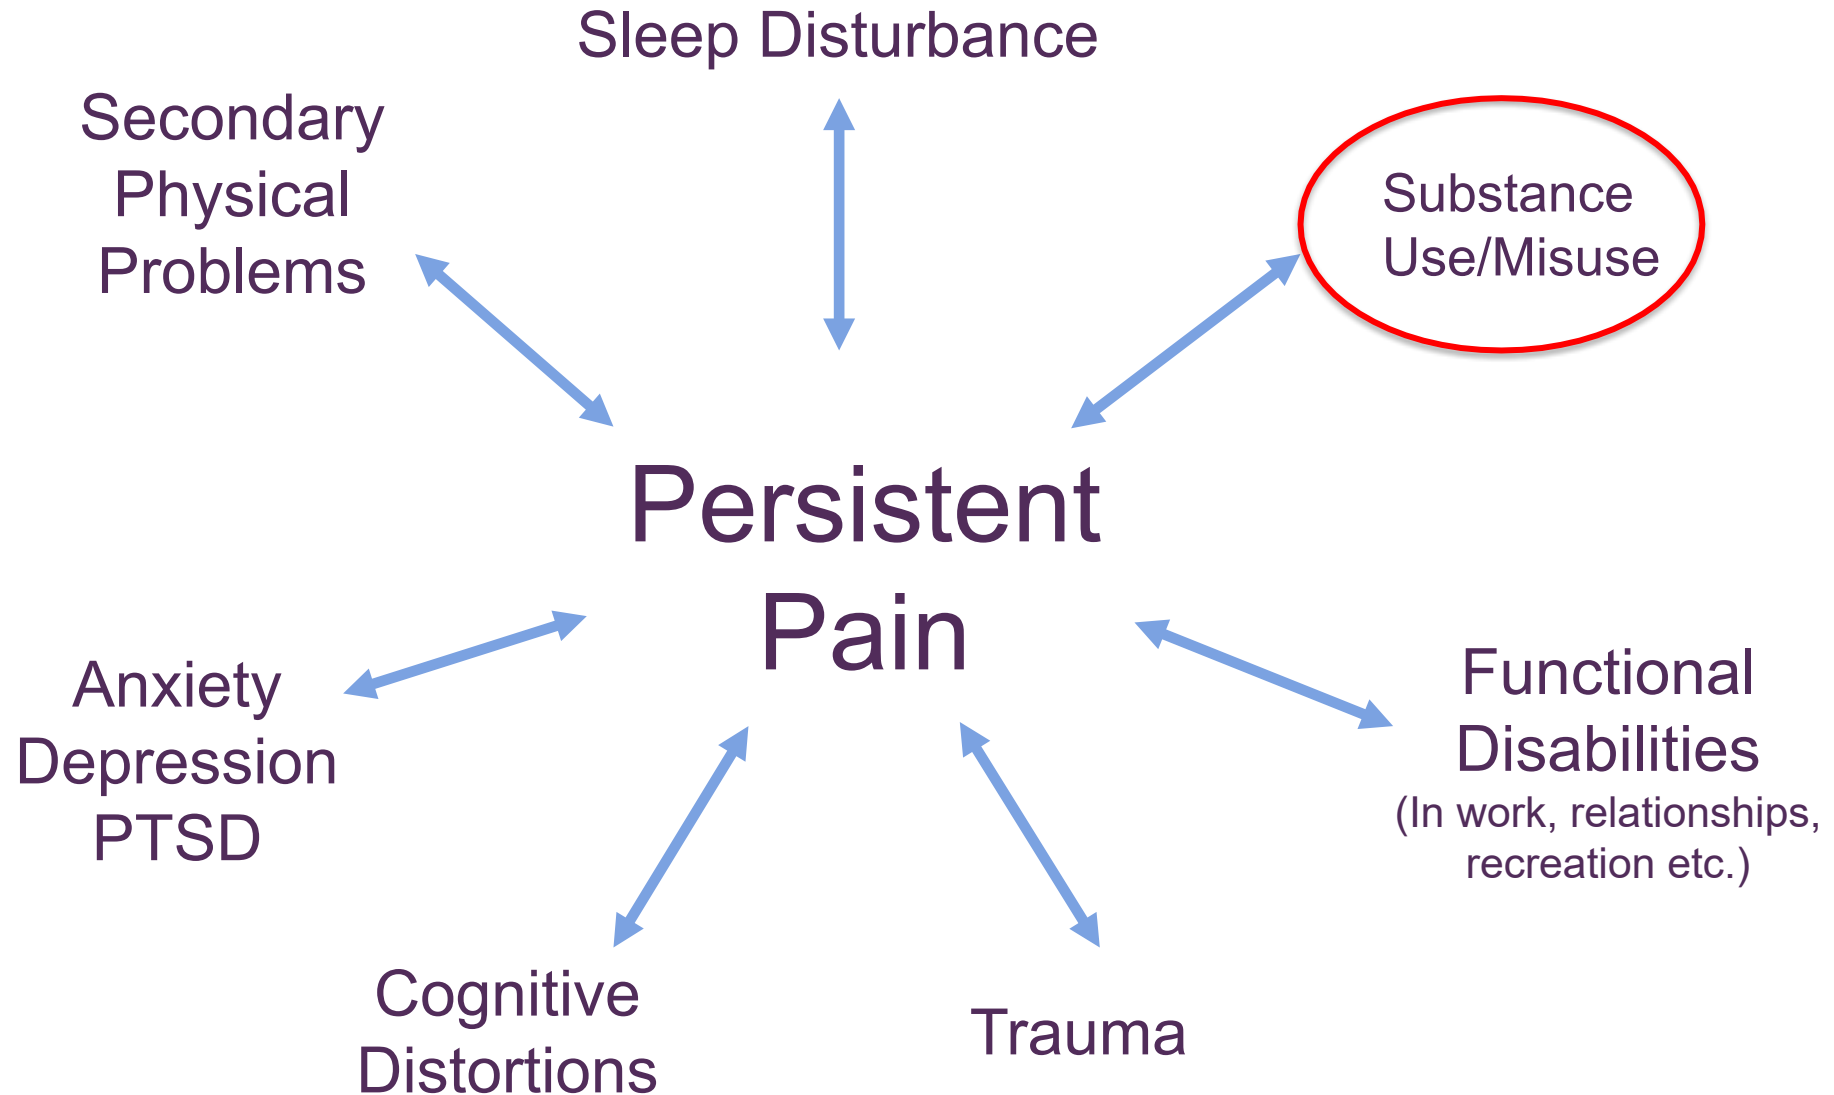 Sleep Disturbance
Secondary
Physical
Problems
Substance
Use/Misuse
Persistent
Pain
Anxiety
Depression
PTSD
Functional
Disabilities
(In work, relationships,
recreation etc.)
Cognitive
Distortions
Trauma